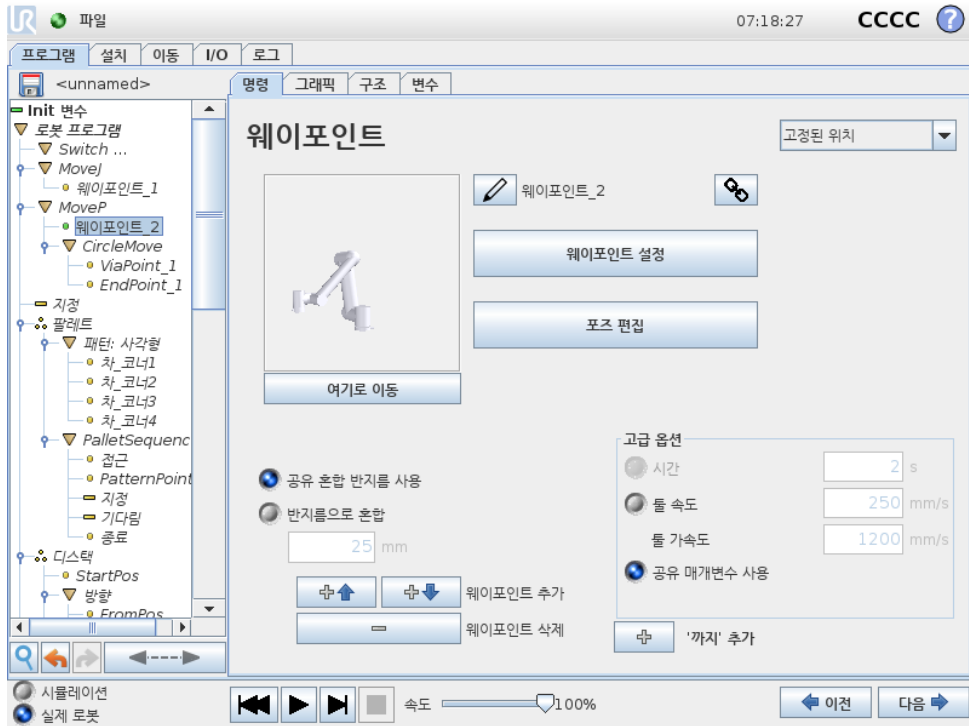 UR 파일 07:18:27 CCCC ?
프로그램 설치 이동 I/O 로그
<unnamed>
명령 그래픽 구조 변수
Init 변수
로봇 프로그램
Switch ...
MoveJ
웨이포인트_1
MoveP
웨이포인트_2
CircleMove
ViaPoint_1
EndPoint_1
지정
팔레트
패턴: 사각형
차_코너1
차_코너2
차_코너3
차_코너4
PalletSequenc
접근
PatternPoint
지정
기다림
종료
디스택
StartPos
방향
FromPos
웨이포인트
고정된 위치
웨이포인트_2
웨이포인트 설정
포즈 편집
여기로 이동
공유 혼합 반지름 사용
반지름으로 혼합
25 mm
웨이포인트 추가
웨이포인트 삭제
고급 옵션
시간 2 s
툴 속도 250 mm/s
툴 가속도 1200 mm/s
공유 매개변수 사용
'까지' 추가
시뮬레이션
실제 로봇
속도 100%
이전
다음